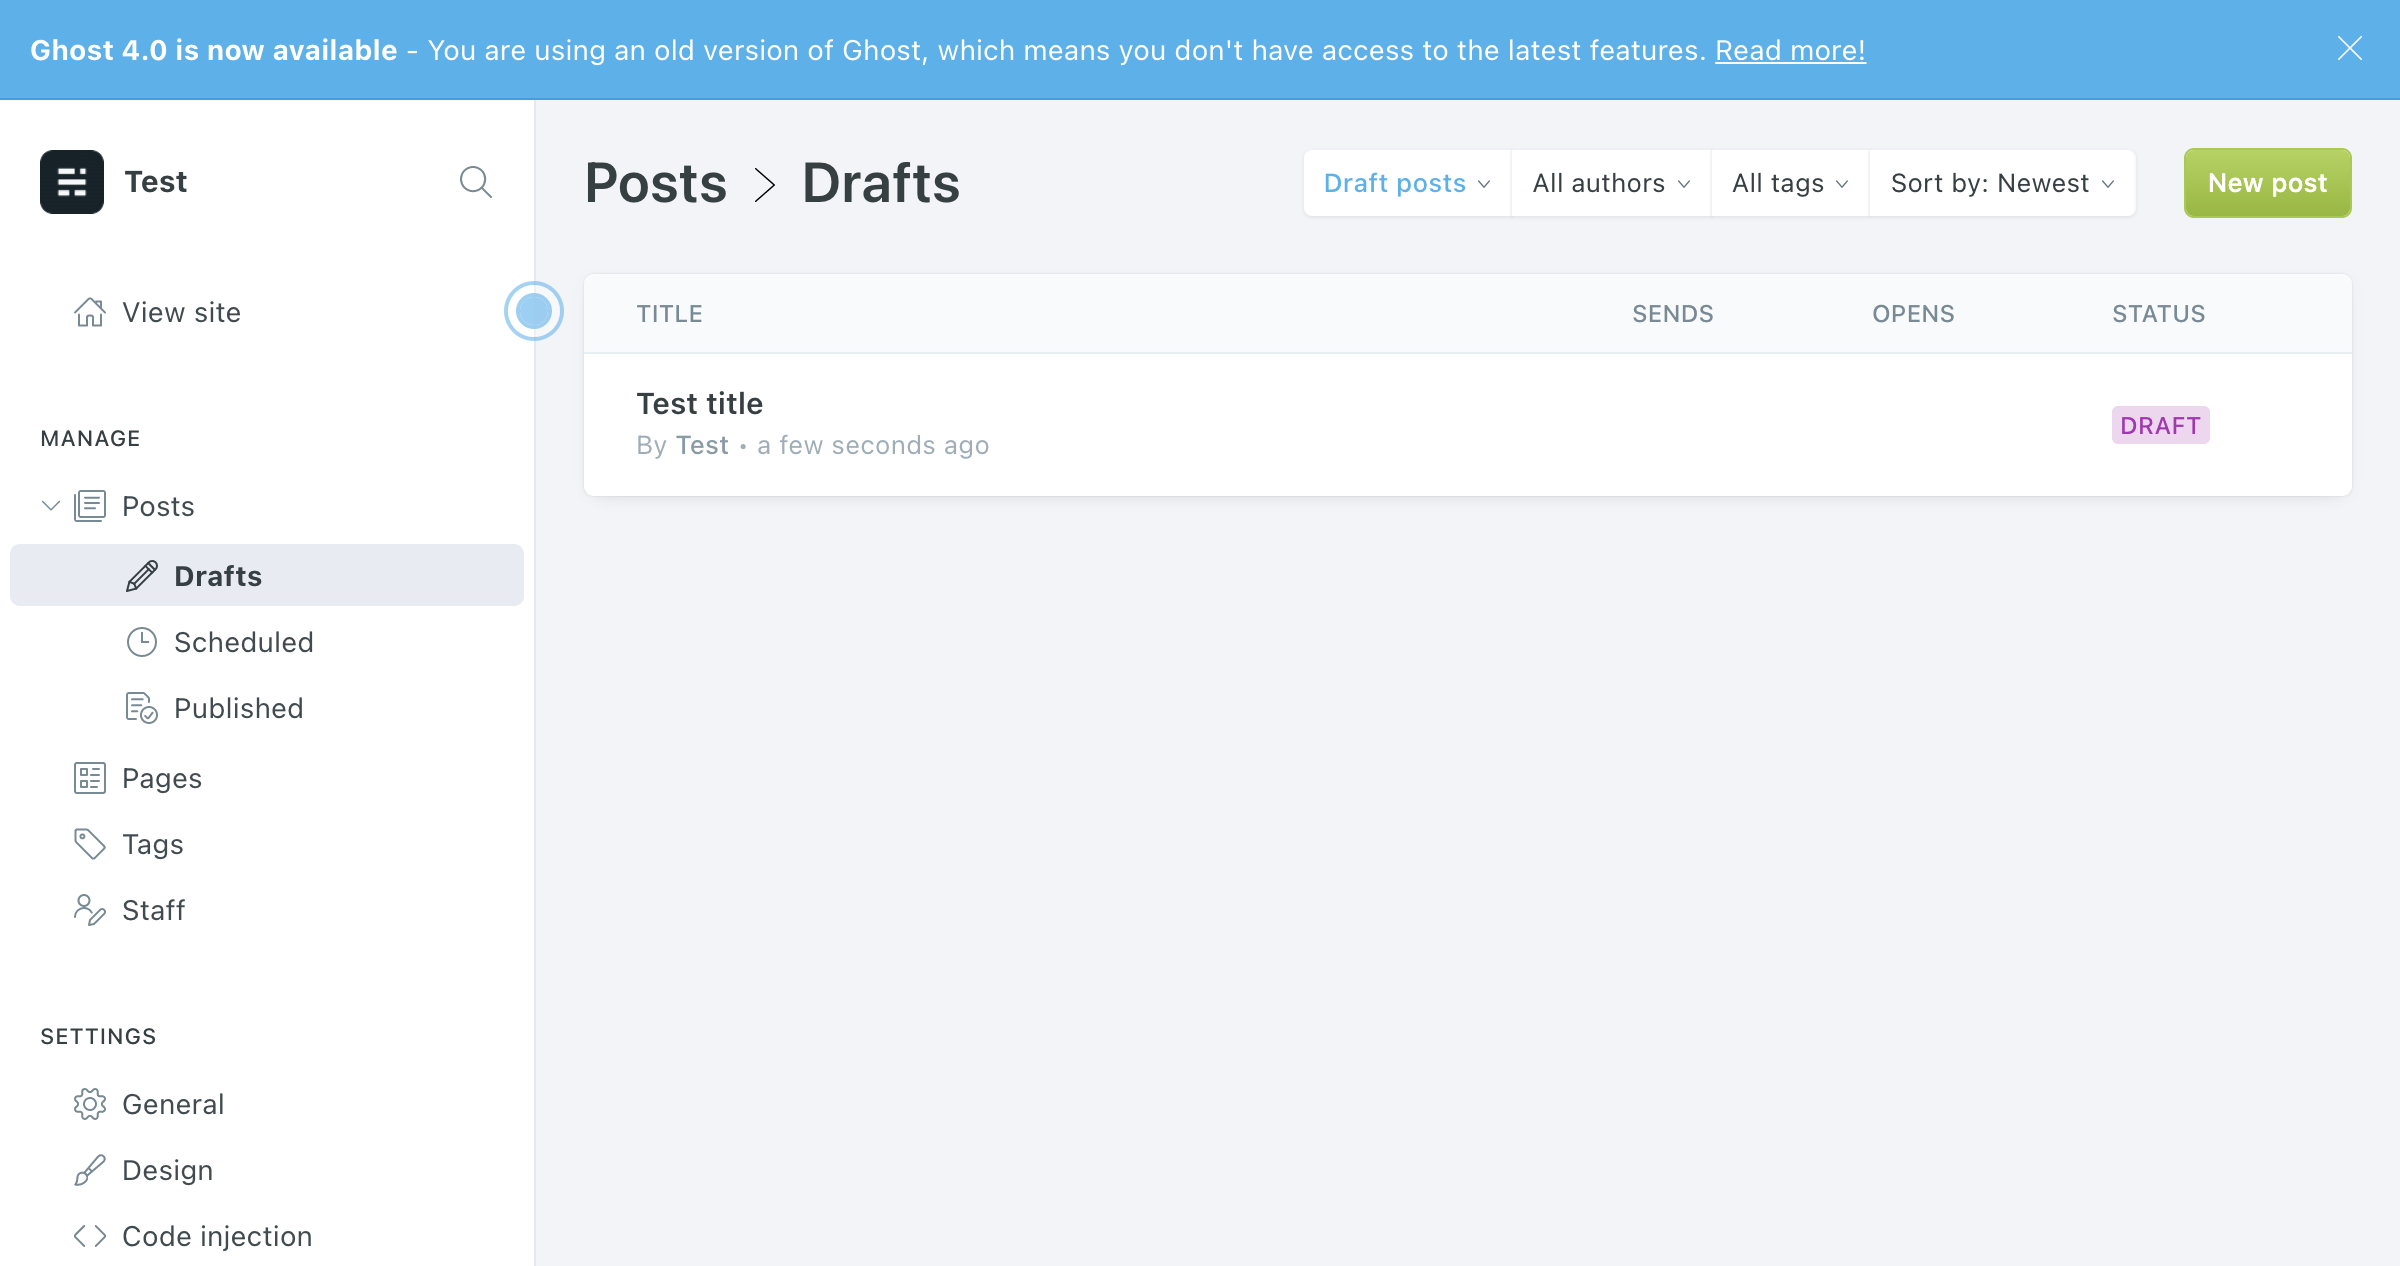 Ghost 4.0 is now available - You are using an old version of Ghost, which means you don't have access to the latest features. Read more!
Test
View site
MANAGE
Posts
Drafts
Scheduled
Published
Pages
Tags
Staff
SETTINGS
General
Design
Code injection
Posts > Drafts
Draft posts All authors All tags Sort by: Newest New post
TITLE SENDS OPENS STATUS
Test title
By Test • a few seconds ago
DRAFT